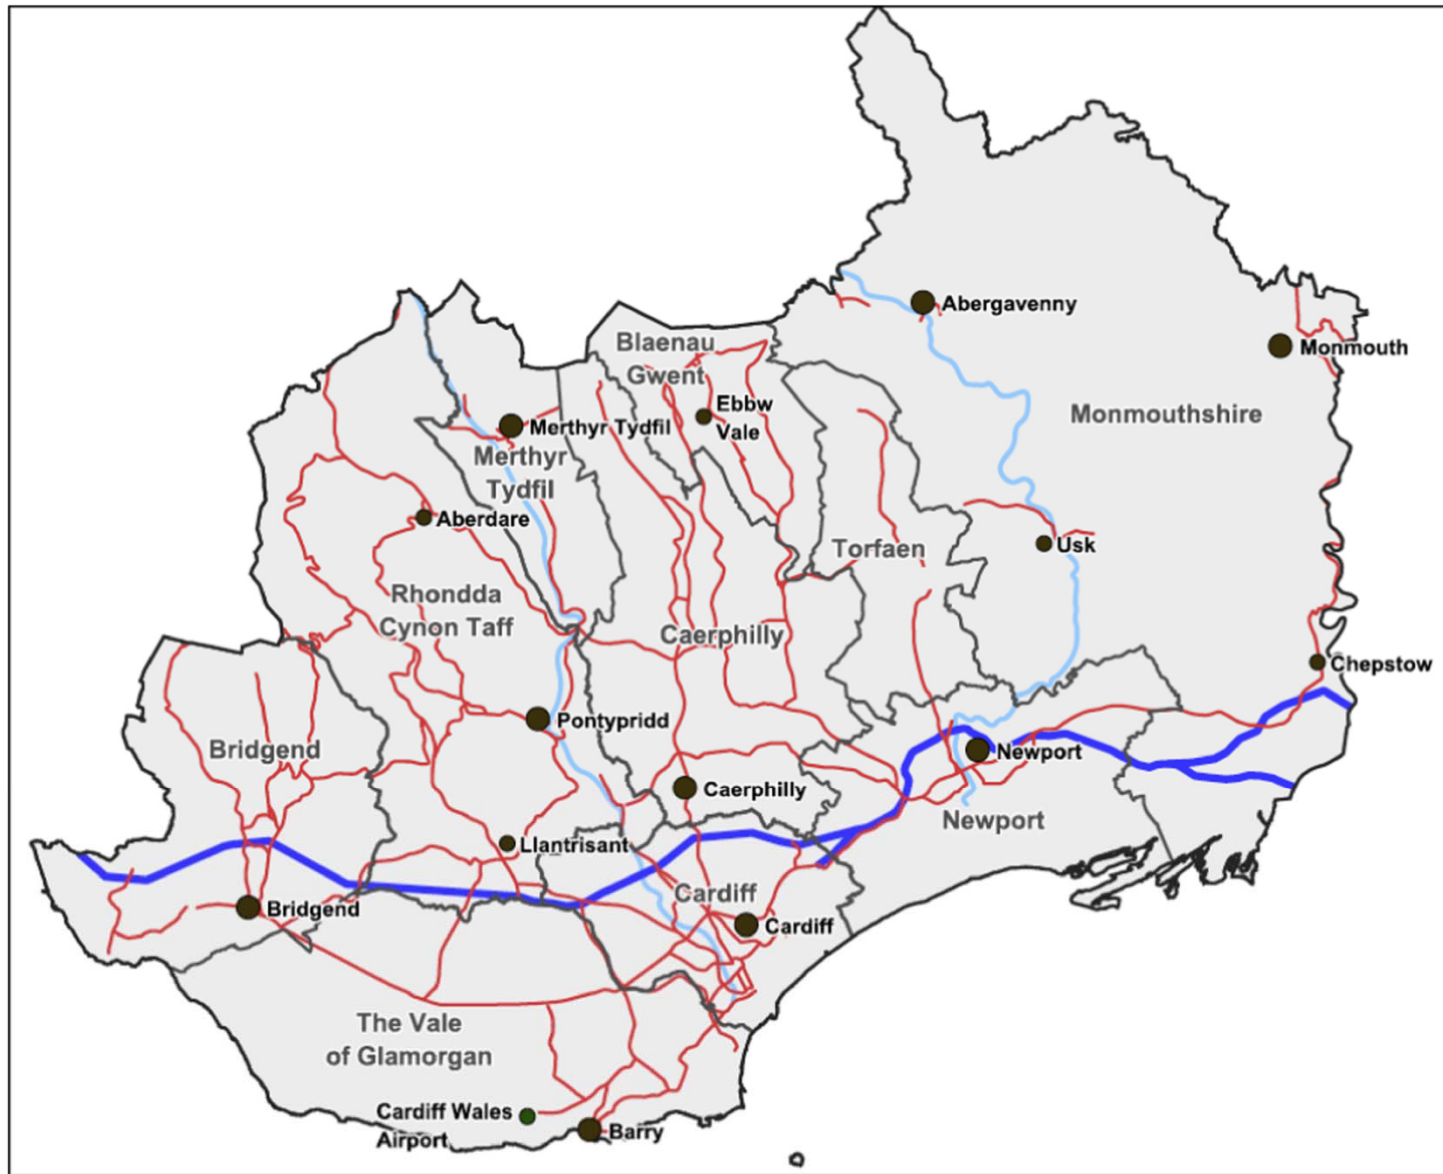 Abergavenny
Blaenau
Gwent
Monmouth
Ebbw
Vale
Monmouthshire
Merthyr Tydfil
Merthyr
Tydfil
Aberdare
Torfaen
Usk
Rhondda
Cynon Taff
Caerphilly
Chepstow
Pontypridd
Bridgend
Newport
Caerphilly
Newport
Llantrisant
Cardiff
Bridgend
Cardiff
The Vale
of Glamorgan
Cardiff Wales
Airport
Barry